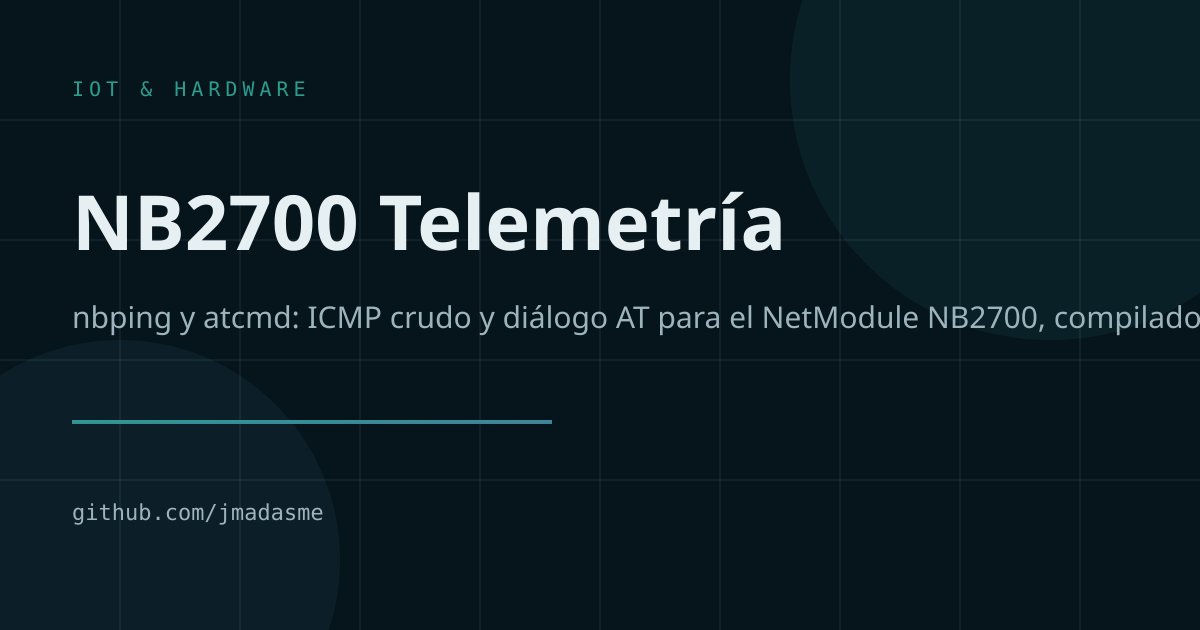 IOT & HARDWARE
NB2700 Telemetría
nbping y atcmd: ICMP crudo y diálogo AT para el NetModule NB2700, compilado
github.com/jmadasme